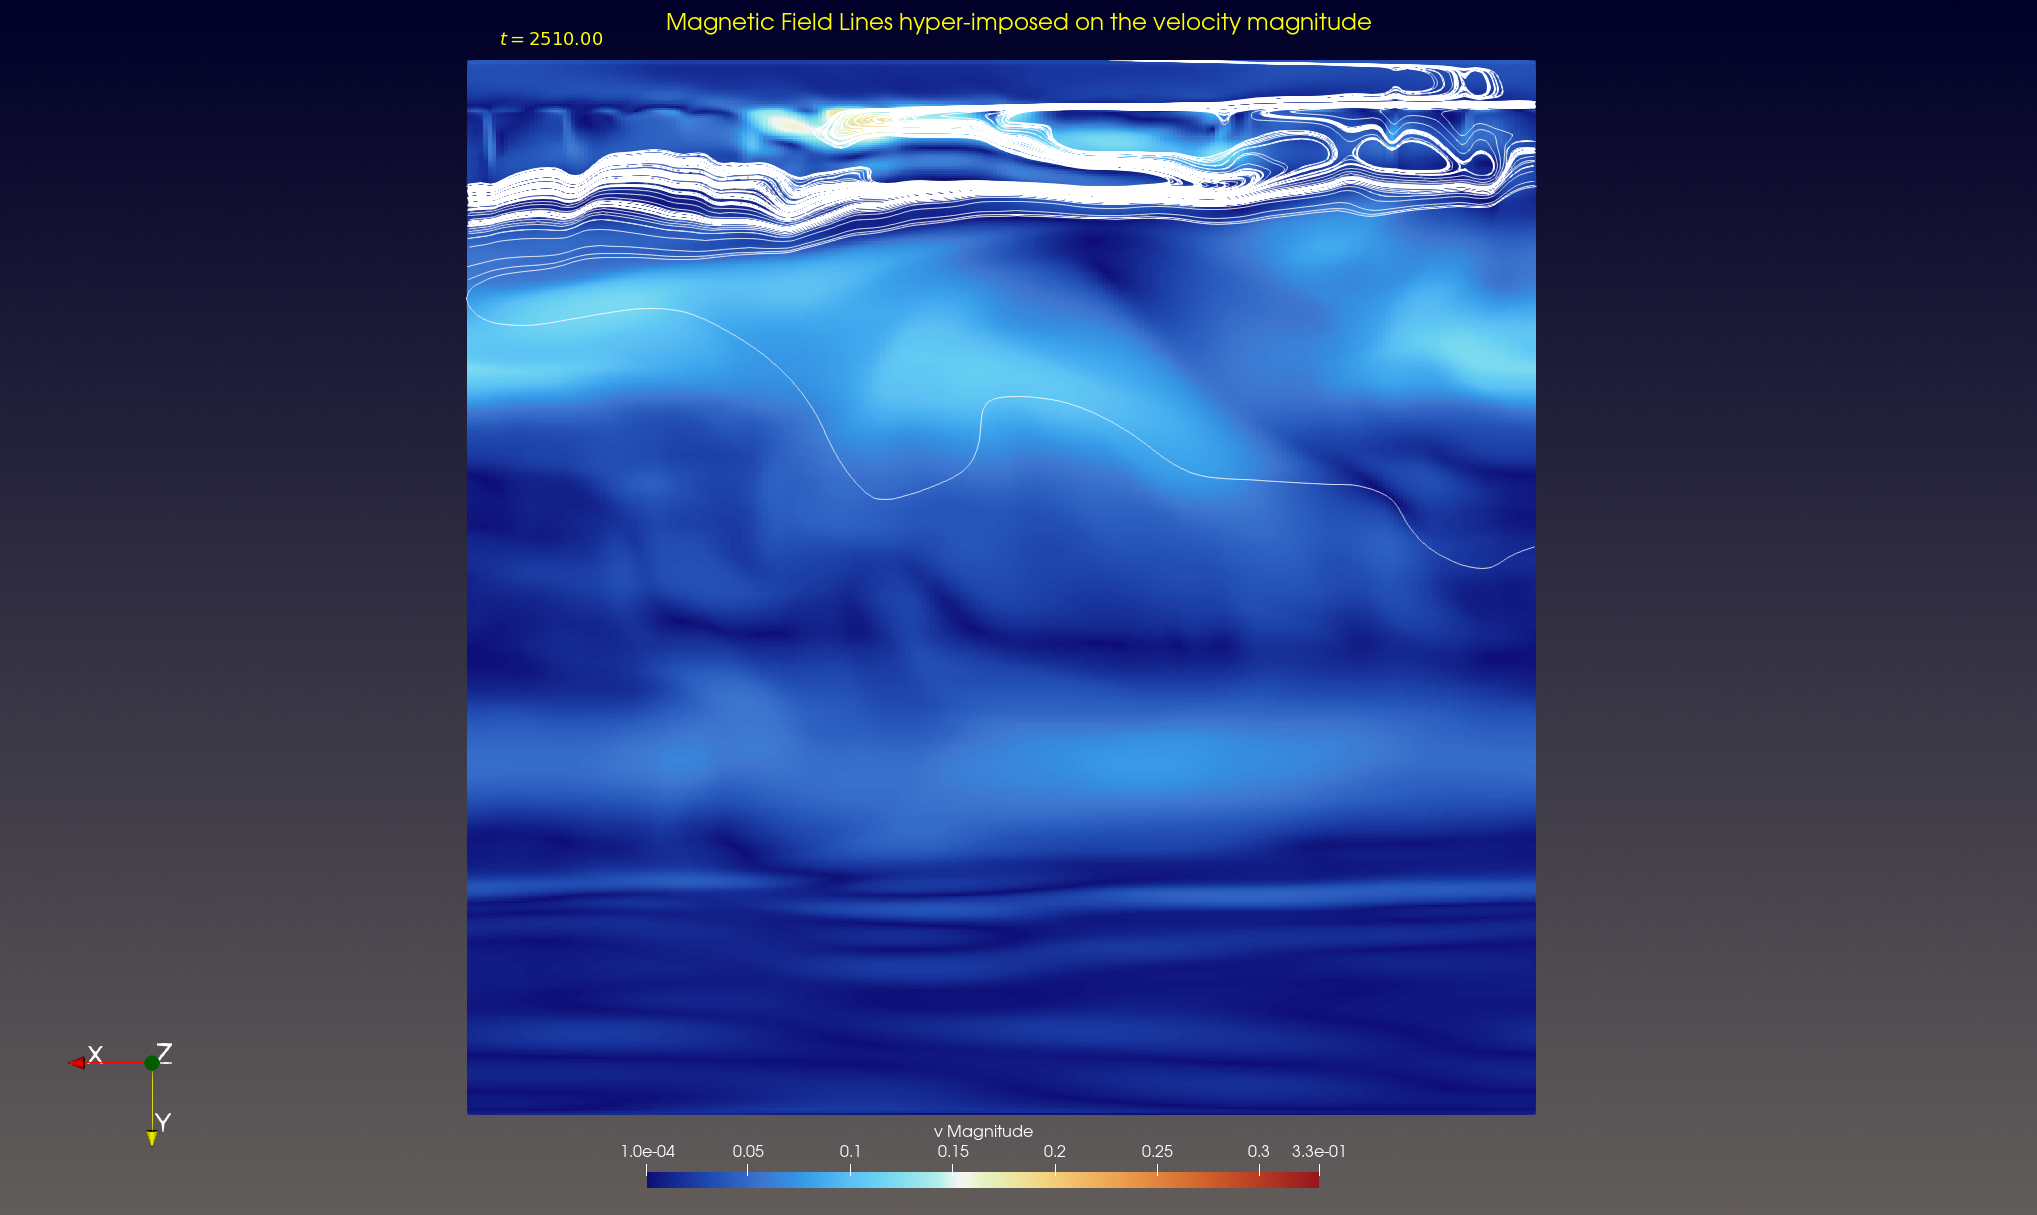 Magnetic Field Lines hyper-imposed on the velocity magnitude
t = 2510.00
X Z
Y
v Magnitude
1.0e-04 0.05 0.1 0.15 0.2 0.25 0.3 3.3e-01